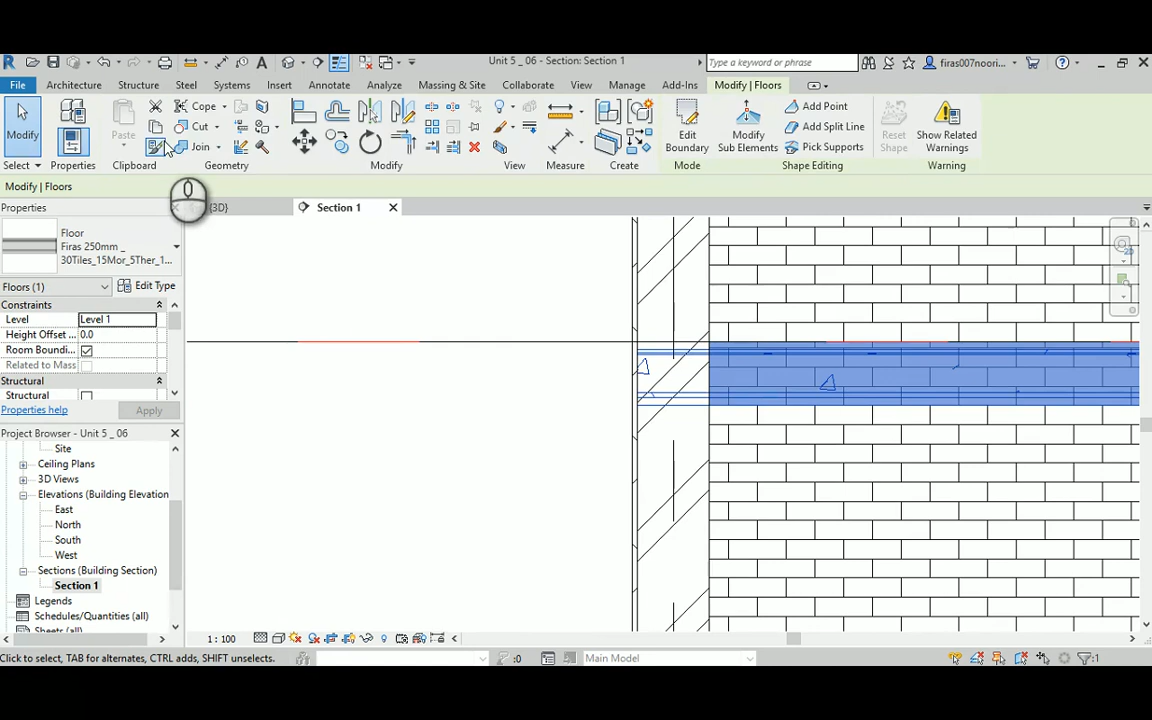 Unit 5 _ 06 - Section: Section 1
Type a keyword or phrase
firas007noori...
File
Architecture
Structure
Steel
Systems
Insert
Annotate
Analyze
Massing & Site
Collaborate
View
Manage
Add-Ins
Modify | Floors
Modify
Paste
Cope
Cut
Join
Edit
Boundary
Modify
Sub Elements
Add Point
Add Split Line
Pick Supports
Reset
Shape
Show Related
Warnings
Select
Properties
Clipboard
Geometry
Modify
View
Measure
Create
Mode
Shape Editing
Warning
Modify | Floors
Properties
{3D}
Section 1
Floor
Firas 250mm _
30Tiles_15Mor_5Ther_1...
Floors (1)
Edit Type
Constraints
Level
Level 1
Height Offset ...
0.0
Room Boundi...
Related to Mass
Structural
Structural
Properties help
Apply
Project Browser - Unit 5 _ 06
Site
Ceiling Plans
3D Views
Elevations (Building Elevation
East
North
South
West
Sections (Building Section)
Section 1
Legends
Schedules/Quantities (all)
Sheets (all)
1 : 100
Click to select, TAB for alternates, CTRL adds, SHIFT unselects.
:0
Main Model
:1